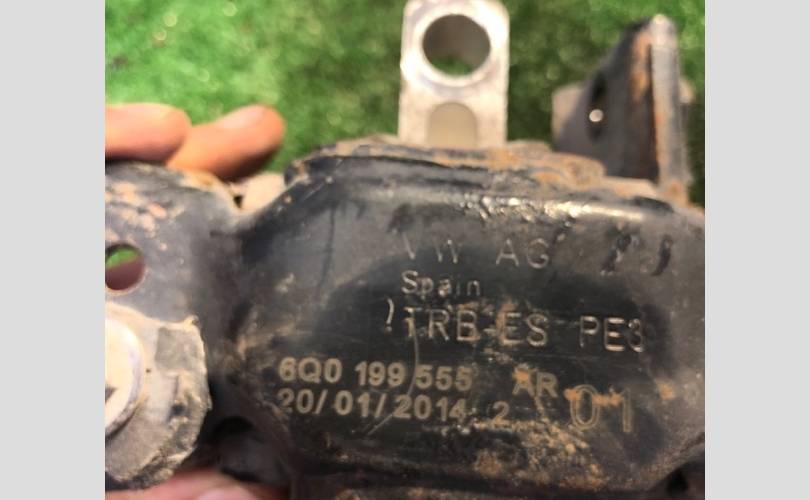 VW AG
Spain
TRB-ES PE3
6Q0 199 555 AR
20/01/2014 2 01